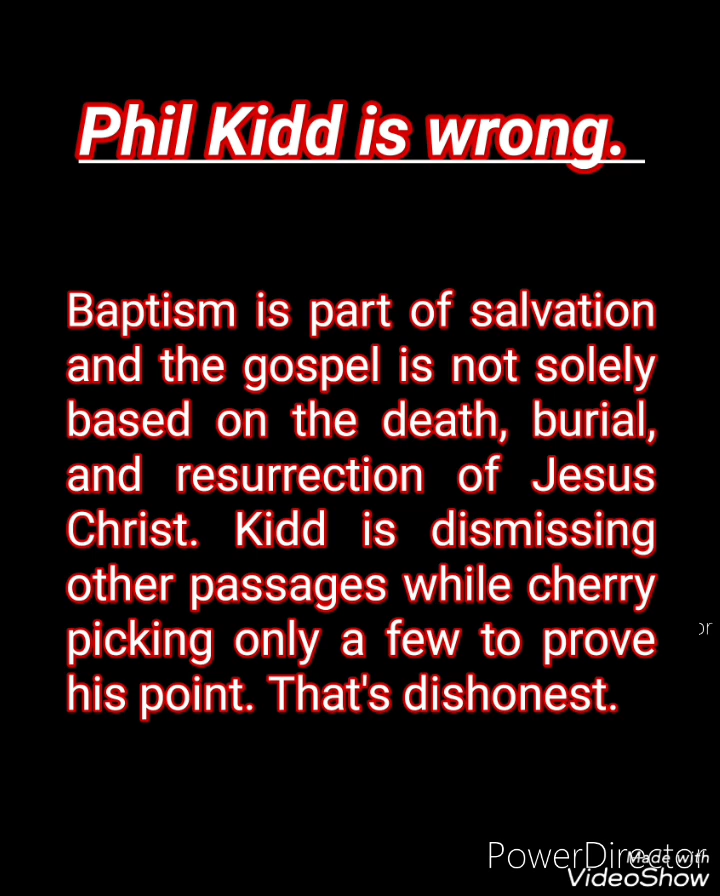 Phil Kidd is wrong.
Baptism is part of salvation
and the gospel is not solely
based on the death, burial,
and resurrection of Jesus
Christ. Kidd is dismissing
other passages while cherry
picking only a few to prove
his point. That's dishonest.
or
PowerDirector
Made with
VideoShow